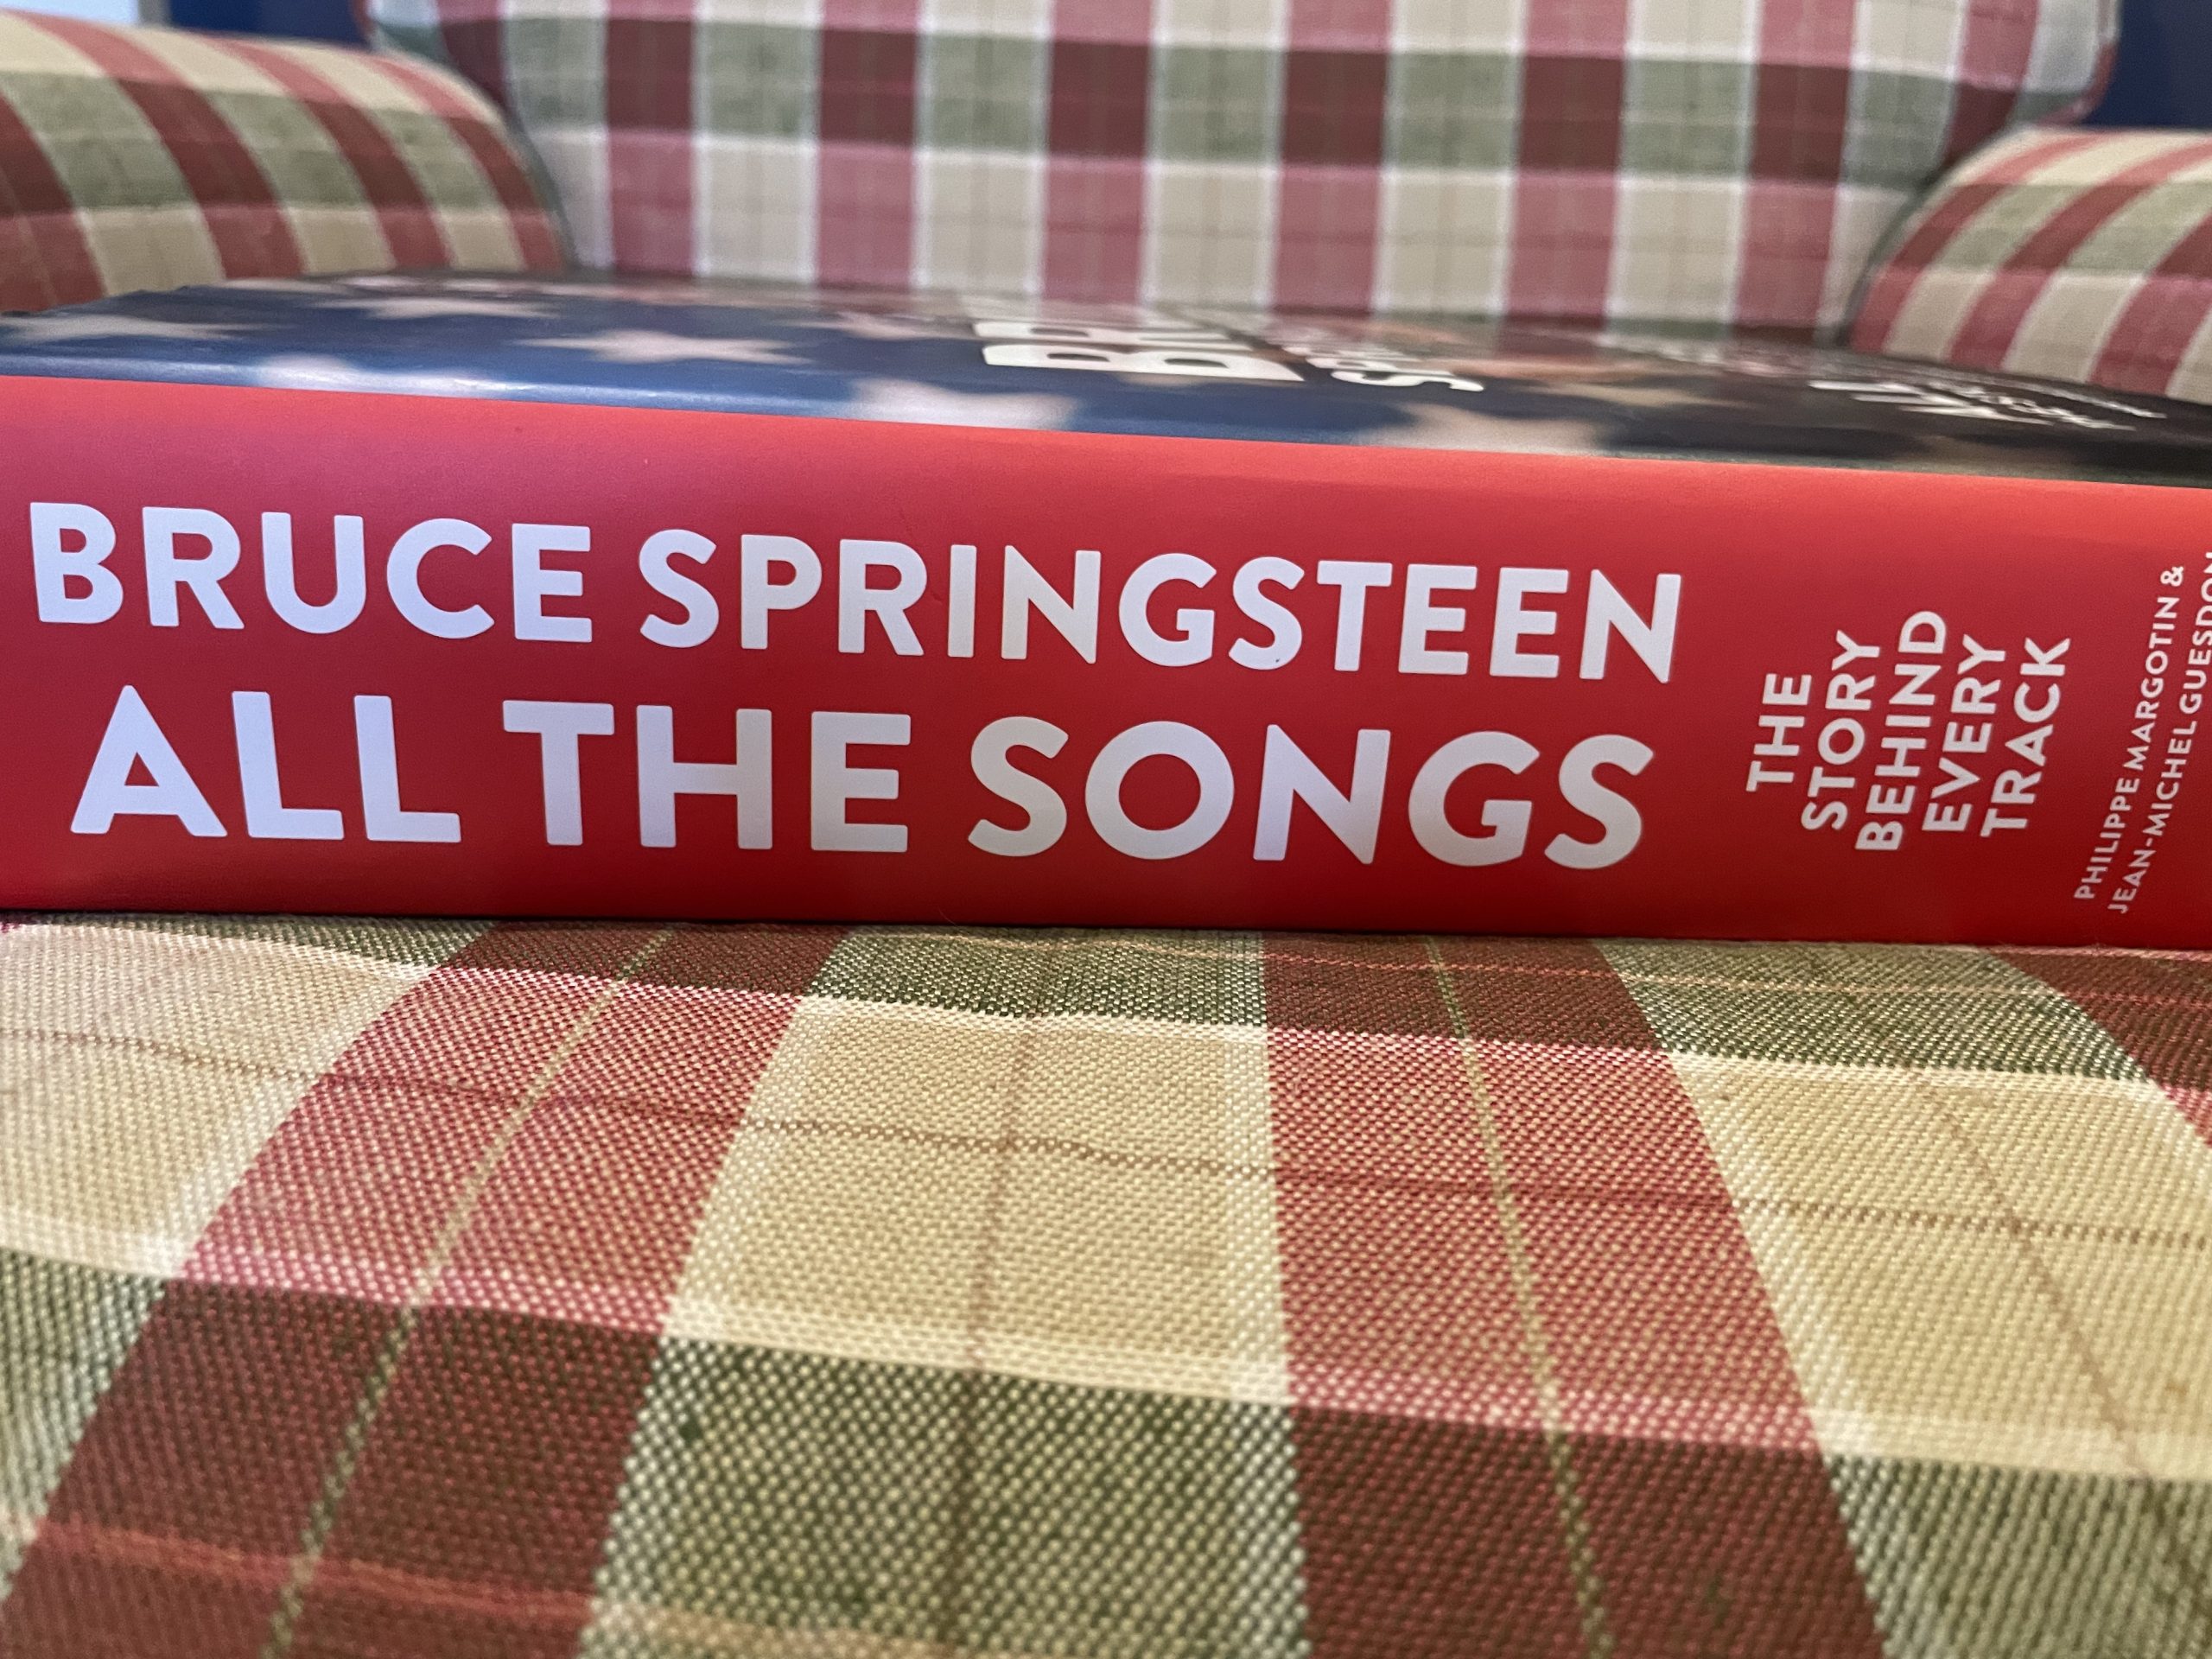 BRUCE SPRINGSTEEN
ALL THE SONGS
THE
STORY
BEHIND
EVERY
TRACK
PHILIPPE MARGOTIN &
JEAN-MICHEL GUESDON